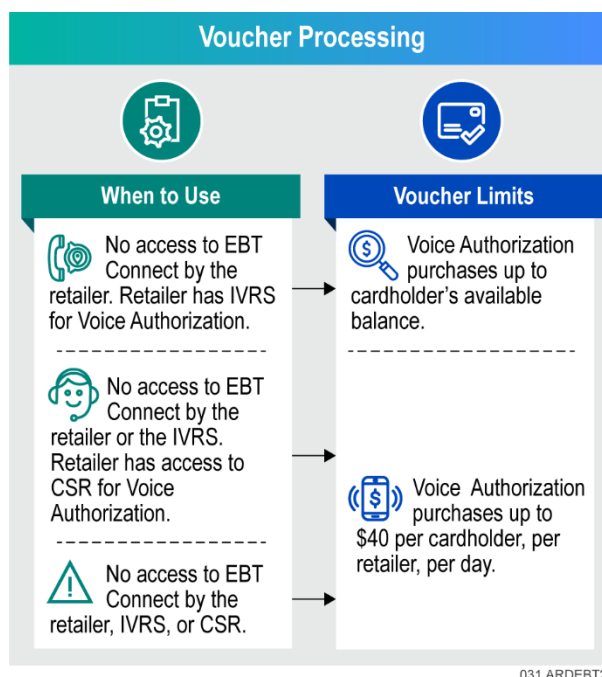 Voucher Processing
When to Use
No access to EBT
Connect by the
retailer. Retailer has IVRS
for Voice Authorization.
No access to EBT
Connect by the
retailer or the IVRS.
Retailer has access to
CSR for Voice
Authorization.
No access to EBT
Connect by the
retailer, IVRS, or CSR.
Voucher Limits
Voice Authorization
purchases up to
cardholder's available
balance.
Voice Authorization
purchases up to
$40 per cardholder, per
retailer, per day.
031 ARDEBT